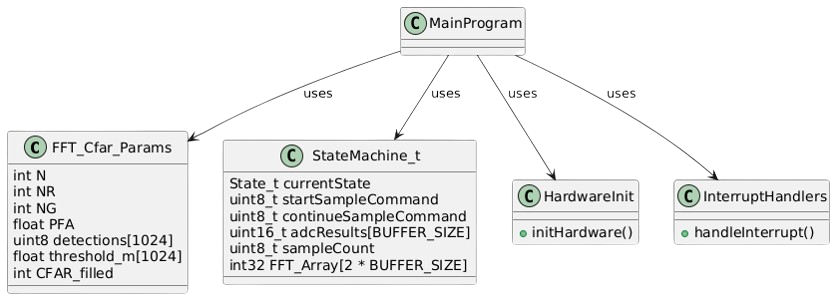 C MainProgram
uses
uses
uses
uses
C FFT_Cfar_Params
int N
int NR
int NG
float PFA
uint8 detections[1024]
float threshold_m[1024]
int CFAR_filled
C StateMachine_t
State_t currentState
uint8_t startSampleCommand
uint8_t continueSampleCommand
uint16_t adcResults[BUFFER_SIZE]
uint8_t sampleCount
int32 FFT_Array[2 * BUFFER_SIZE]
C HardwareInit
initHardware()
C InterruptHandlers
handleInterrupt()